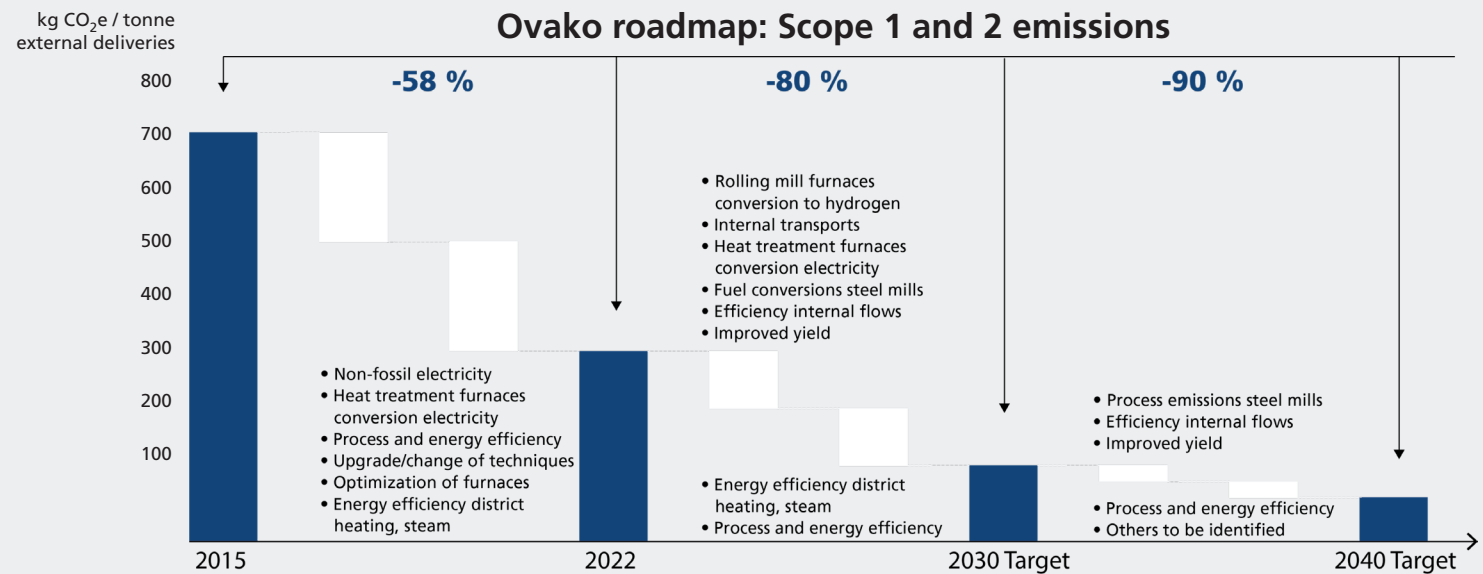 kg CO₂e / tonne
external deliveries
Ovako roadmap: Scope 1 and 2 emissions
-58 %
-80 %
-90 %
800
700
600
500
400
300
200
100
• Non-fossil electricity
• Heat treatment furnaces
conversion electricity
• Process and energy efficiency
• Upgrade/change of techniques
• Optimization of furnaces
• Energy efficiency district
heating, steam
• Rolling mill furnaces
conversion to hydrogen
• Internal transports
• Heat treatment furnaces
conversion electricity
• Fuel conversions steel mills
• Efficiency internal flows
• Improved yield
• Energy efficiency district
heating, steam
• Process and energy efficiency
• Process emissions steel mills
• Efficiency internal flows
• Improved yield
• Process and energy efficiency
• Others to be identified
2015
2022
2030 Target
2040 Target